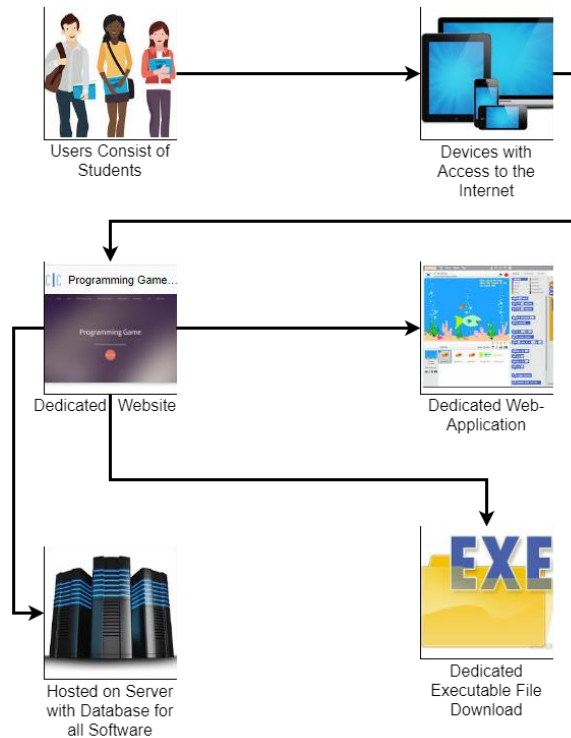 Users Consist of
Students
Devices with
Access to the
Internet
C|C Programming Game...
Programming Game
Dedicated Website
Dedicated Web-
Application
EXE
Hosted on Server
with Database for
all Software
Dedicated
Executable File
Download